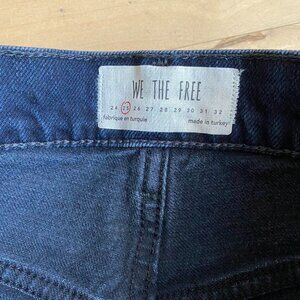 WE THE FREE
24 25 26 27 28 29 30 31 32
fabriqué en turquie made in turkey